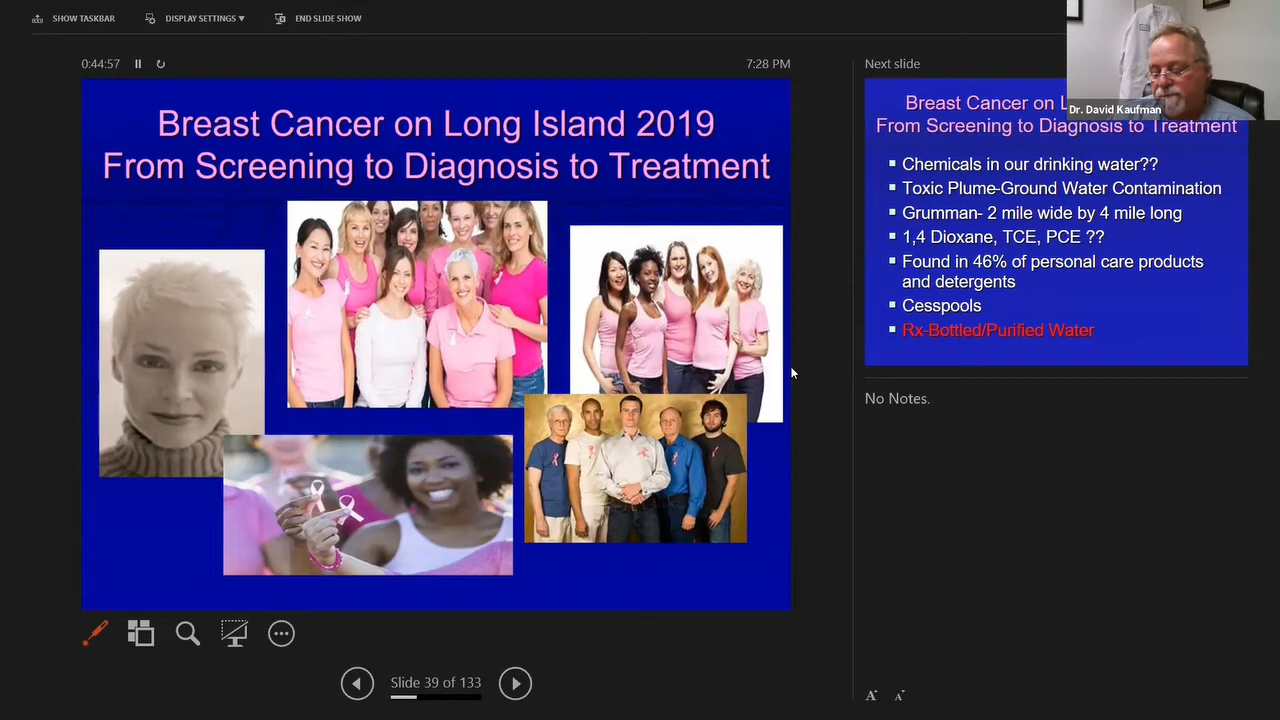 SHOW TASKBAR
DISPLAY SETTINGS ▼
END SLIDE SHOW
0:44:57
7:28 PM
Breast Cancer on Long Island 2019
From Screening to Diagnosis to Treatment
Slide 39 of 133
Next slide
Breast Cancer on L
From Screening to Diagnosis to Treatment
Chemicals in our drinking water??
Toxic Plume-Ground Water Contamination
Grumman- 2 mile wide by 4 mile long
1,4 Dioxane, TCE, PCE ??
Found in 46% of personal care products
and detergents
Cesspools
Rx-Bottled/Purified Water
No Notes.
A A
Dr. David Kaufman